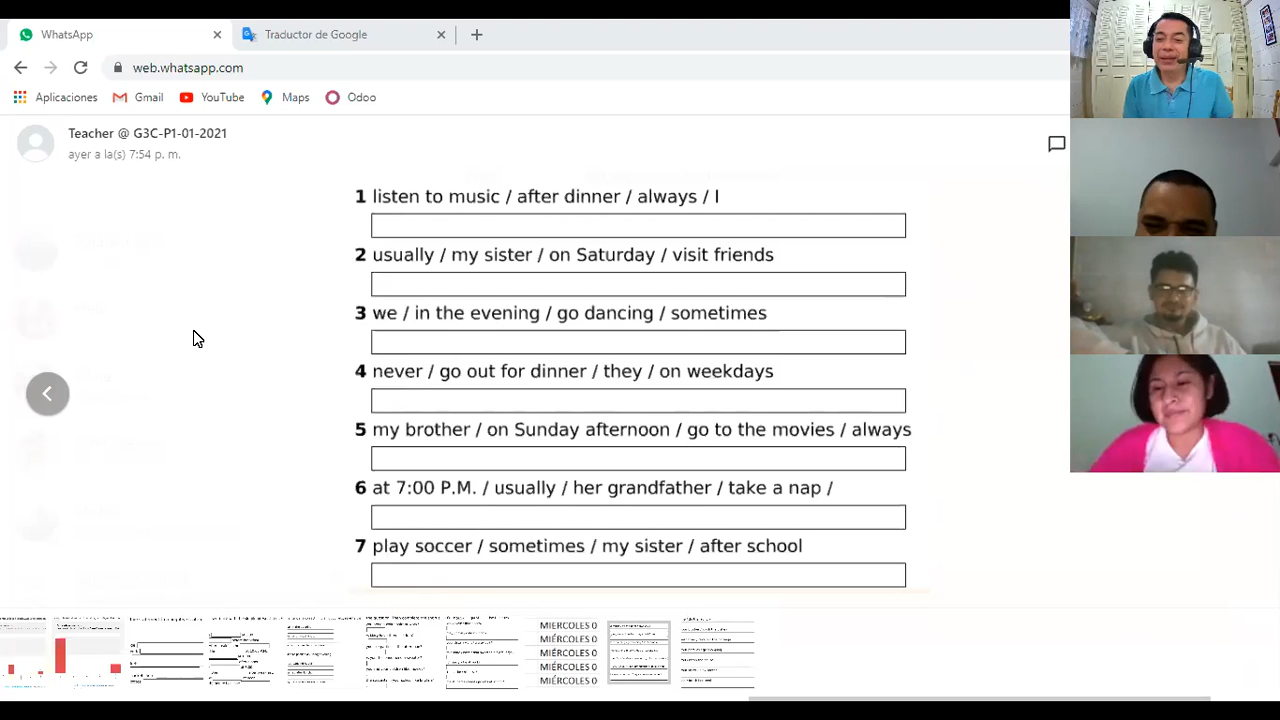 WhatsApp
Traductor de Google
web.whatsapp.com
Aplicaciones
Gmail
YouTube
Maps
Odoo
Teacher @ G3C-P1-01-2021
ayer a la(s) 7:54 p. m.
1 listen to music / after dinner / always / I
2 usually / my sister / on Saturday / visit friends
3 we / in the evening / go dancing / sometimes
4 never / go out for dinner / they / on weekdays
5 my brother / on Sunday afternoon / go to the movies / always
6 at 7:00 P.M. / usually / her grandfather / take a nap /
7 play soccer / sometimes / my sister / after school
MIÉRCOLES 0
MIÉRCOLES 0
MIÉRCOLES 0
MIÉRCOLES 0
MIÉRCOLES 0